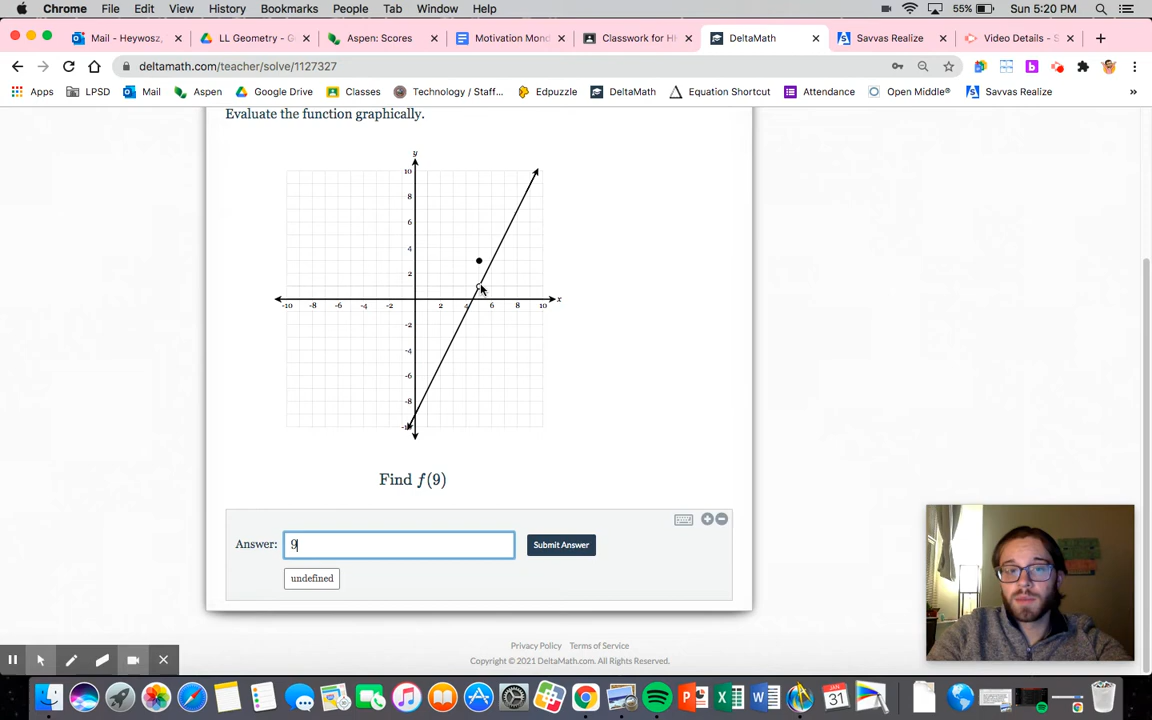 Chrome File Edit View History Bookmarks People Tab Window Help 55% Sun 5:20 PM
Mail - Heywosz, LL Geometry - G Aspen: Scores Motivation Mond Classwork for H DeltaMath Savvas Realize Video Details - S
deltamath.com/teacher/solve/1127327
Apps LPSD Mail Aspen Google Drive Classes Technology / Staff... Edpuzzle DeltaMath Equation Shortcut Attendance Open Middle® Savvas Realize »
Evaluate the function graphically.
y
10
8
6
4
2
-10 -8 -6 -4 -2 2 4 6 8 10 x
-2
-4
-6
-8
Find f(9)
Answer: 9 Submit Answer
undefined
Privacy Policy Terms of Service
Copyright © 2021 DeltaMath.com. All Rights Reserved.
JAN
31